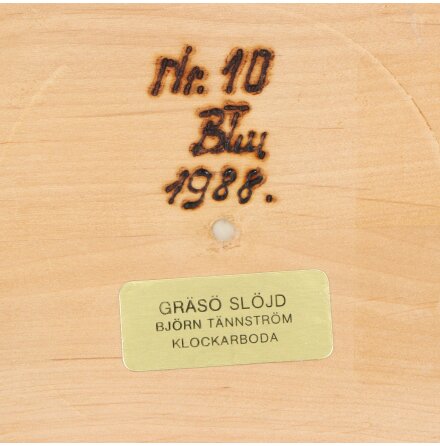 Nr. 10
1988.
GRÄSÖ SLÖJD
BJÖRN TÄNNSTRÖM
KLOCKARBODA